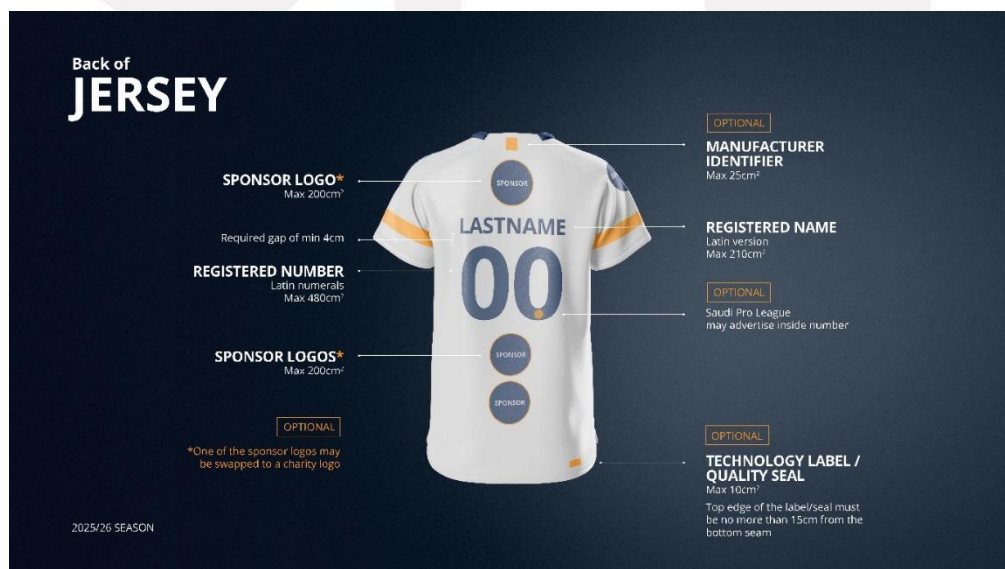 Back of
JERSEY
SPONSOR LOGO*
Max 200cm²
Required gap of min 4cm
REGISTERED NUMBER
Latin numerals
Max 480cm²
SPONSOR LOGOS*
Max 200cm²
OPTIONAL
*One of the sponsor logos may
be swapped to a charity logo
2025/26 SEASON
SPONSOR
LASTNAME
00
SPONSOR
SPONSOR
OPTIONAL
MANUFACTURER
IDENTIFIER
Max 25cm²
REGISTERED NAME
Latin version
Max 210cm²
OPTIONAL
Saudi Pro League
may advertise inside number
OPTIONAL
TECHNOLOGY LABEL /
QUALITY SEAL
Max 10cm²
Top edge of the label/seal must
be no more than 15cm from the
bottom seam